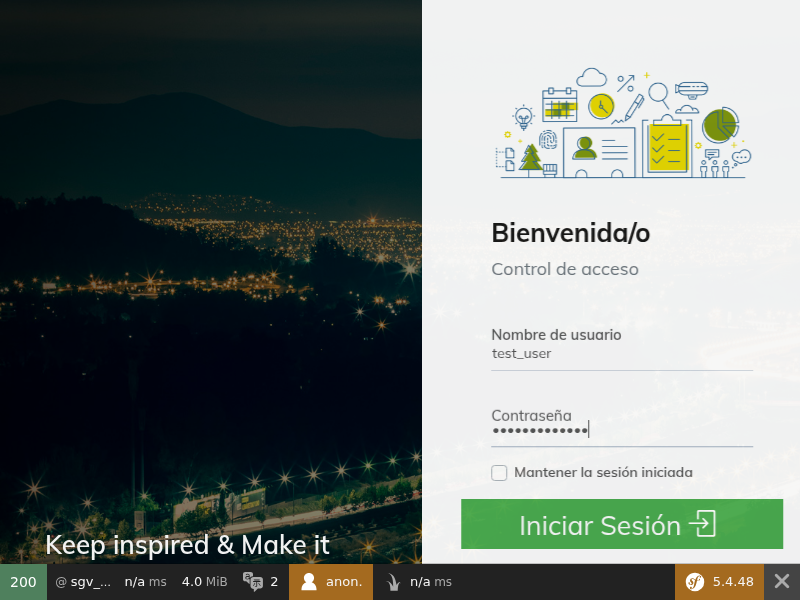 Bienvenida/o
Control de acceso
Nombre de usuario
test_user
Contraseña
•••••••••••••
Mantener la sesión iniciada
Iniciar Sesión
Keep inspired & Make it
200 @ sgv_... n/a ms 4.0 MiB 2 anon. n/a ms 5.4.48